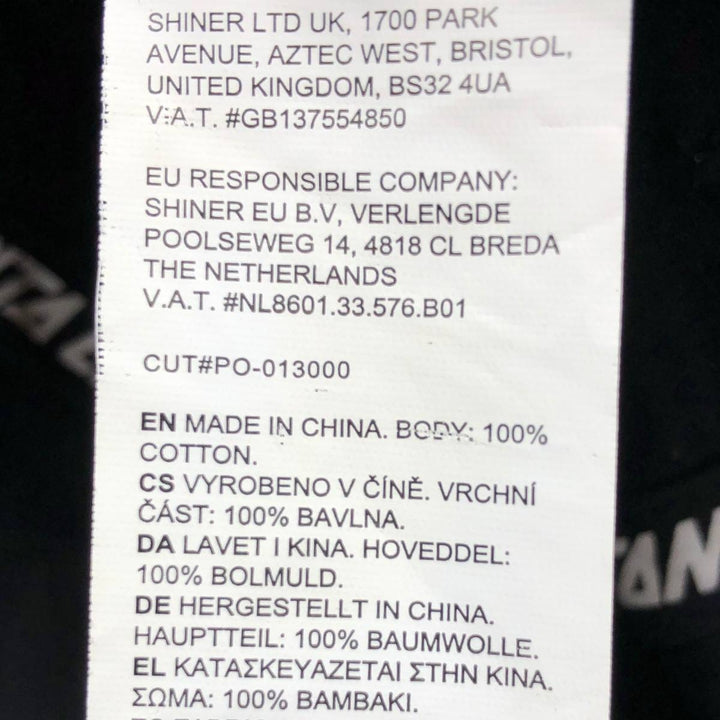 SHINER LTD UK, 1700 PARK
AVENUE, AZTEC WEST, BRISTOL,
UNITED KINGDOM, BS32 4UA
V.A.T. #GB137554850
EU RESPONSIBLE COMPANY:
SHINER EU B.V, VERLENGDE
POOLSEWEG 14, 4818 CL BREDA
THE NETHERLANDS
V.A.T. #NL8601.33.576.B01
CUT#PO-013000
EN MADE IN CHINA. BODY: 100%
COTTON.
CS VYROBENO V ČÍNĚ. VRCHNÍ
ČÁST: 100% BAVLNA.
DA LAVET I KINA. HOVEDDEL:
100% BOLMULD.
DE HERGESTELLT IN CHINA.
HAUPTTEIL: 100% BAUMWOLLE.
EL ΚΑΤΑΣΚΕΥΑΖΕΤΑΙ ΣΤΗΝ ΚΙΝΑ.
ΣΩΜΑ: 100% ΒΑΜΒΑΚΙ.